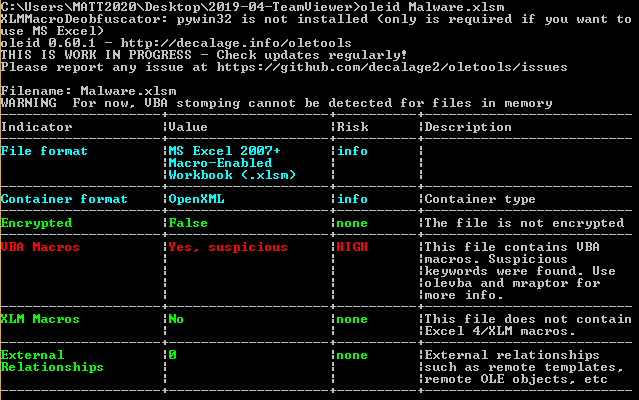 C:\Users\MATT2020\Desktop\2019-04-TeamViewer>oleid Malware.xlsm
XLMMacroDeobfuscator: pywin32 is not installed (only is required if you want to
use MS Excel)
oleid 0.60.1 - http://decalage.info/oletools
THIS IS WORK IN PROGRESS - Check updates regularly!
Please report any issue at https://github.com/decalage2/oletools/issues

Filename: Malware.xlsm
WARNING  For now, VBA stomping cannot be detected for files in memory
--------------------+--------------------+----------+--------------------------
Indicator           |Value               |Risk      |Description
--------------------+--------------------+----------+--------------------------
File format         |MS Excel 2007+      |info      |
                    |Macro-Enabled       |          |
                    |Workbook (.xlsm)    |          |
--------------------+--------------------+----------+--------------------------
Container format    |OpenXML             |info      |Container type
--------------------+--------------------+----------+--------------------------
Encrypted           |False               |none      |The file is not encrypted
--------------------+--------------------+----------+--------------------------
VBA Macros          |Yes, suspicious     |HIGH      |This file contains VBA
                    |                    |          |macros. Suspicious
                    |                    |          |keywords were found. Use
                    |                    |          |olevba and mraptor for
                    |                    |          |more info.
--------------------+--------------------+----------+--------------------------
XLM Macros          |No                  |none      |This file does not contain
                    |                    |          |Excel 4/XLM macros.
--------------------+--------------------+----------+--------------------------
External            |0                   |none      |External relationships
Relationships       |                    |          |such as remote templates,
                    |                    |          |remote OLE objects, etc
--------------------+--------------------+----------+--------------------------